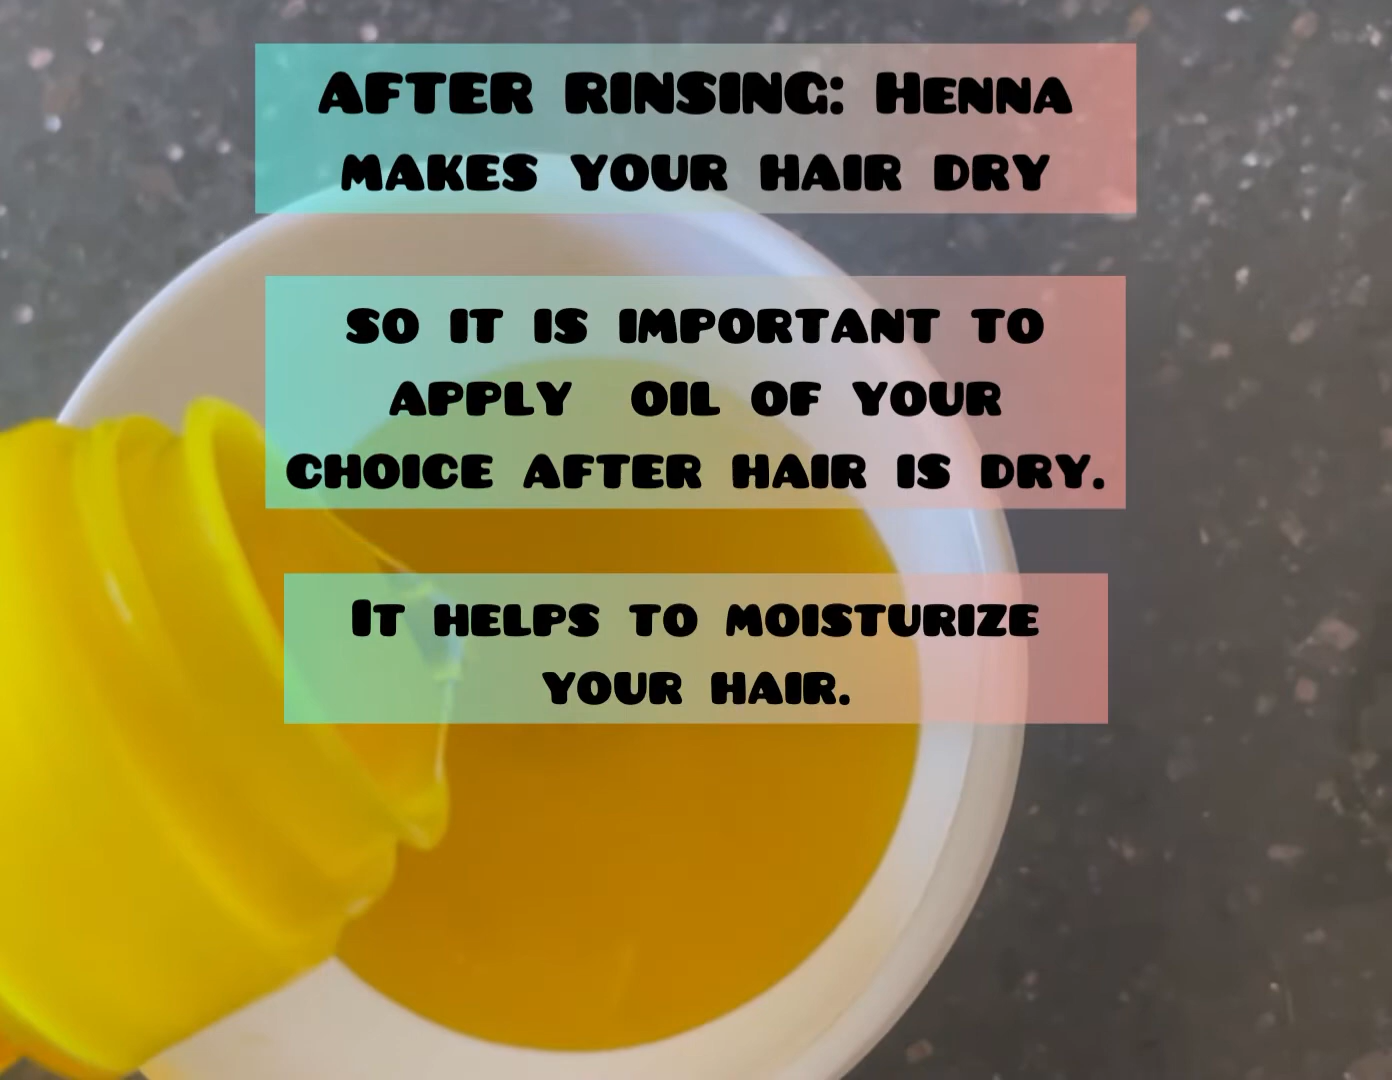 AFTER RINSING: HENNA
MAKES YOUR HAIR DRY
SO IT IS IMPORTANT TO
APPLY OIL OF YOUR
CHOICE AFTER HAIR IS DRY.
IT HELPS TO MOISTURIZE
YOUR HAIR.